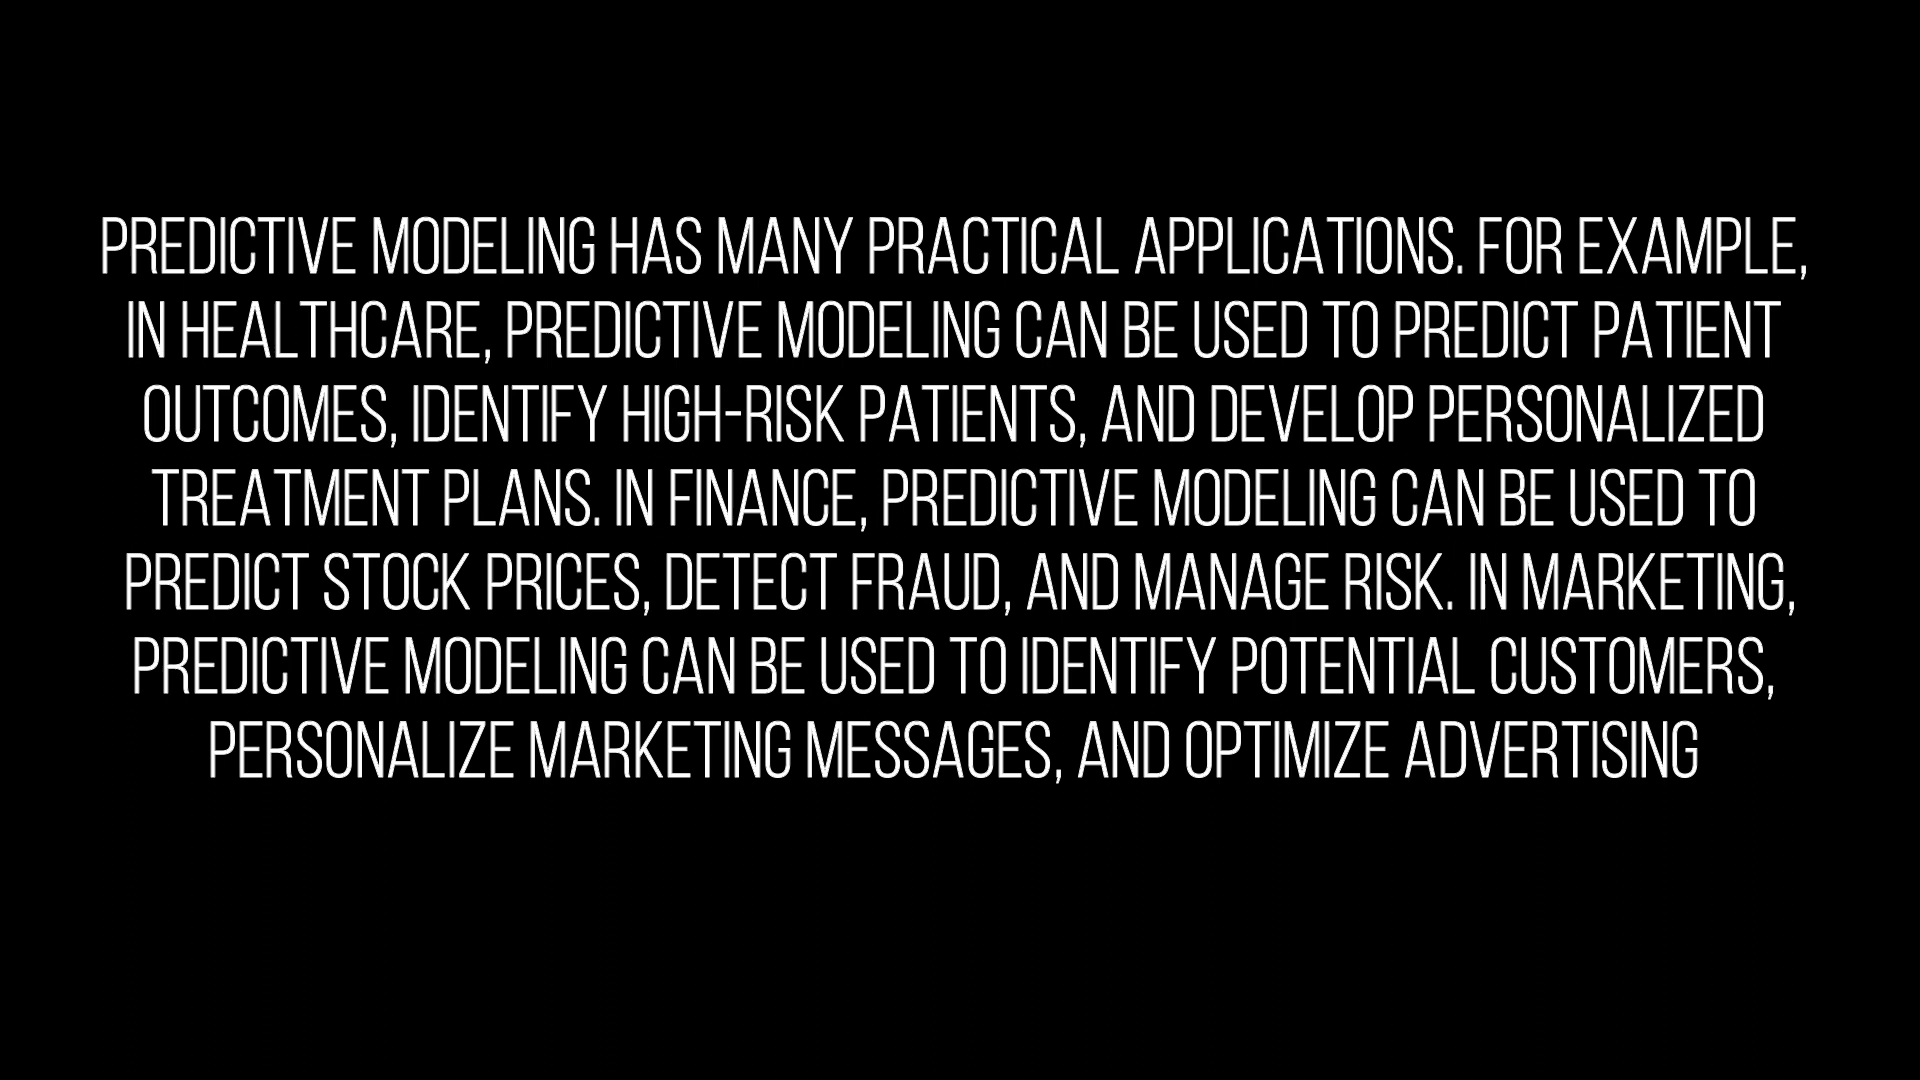 PREDICTIVE MODELING HAS MANY PRACTICAL APPLICATIONS. FOR EXAMPLE,
IN HEALTHCARE, PREDICTIVE MODELING CAN BE USED TO PREDICT PATIENT
OUTCOMES, IDENTIFY HIGH-RISK PATIENTS, AND DEVELOP PERSONALIZED
TREATMENT PLANS. IN FINANCE, PREDICTIVE MODELING CAN BE USED TO
PREDICT STOCK PRICES, DETECT FRAUD, AND MANAGE RISK. IN MARKETING,
PREDICTIVE MODELING CAN BE USED TO IDENTIFY POTENTIAL CUSTOMERS,
PERSONALIZE MARKETING MESSAGES, AND OPTIMIZE ADVERTISING